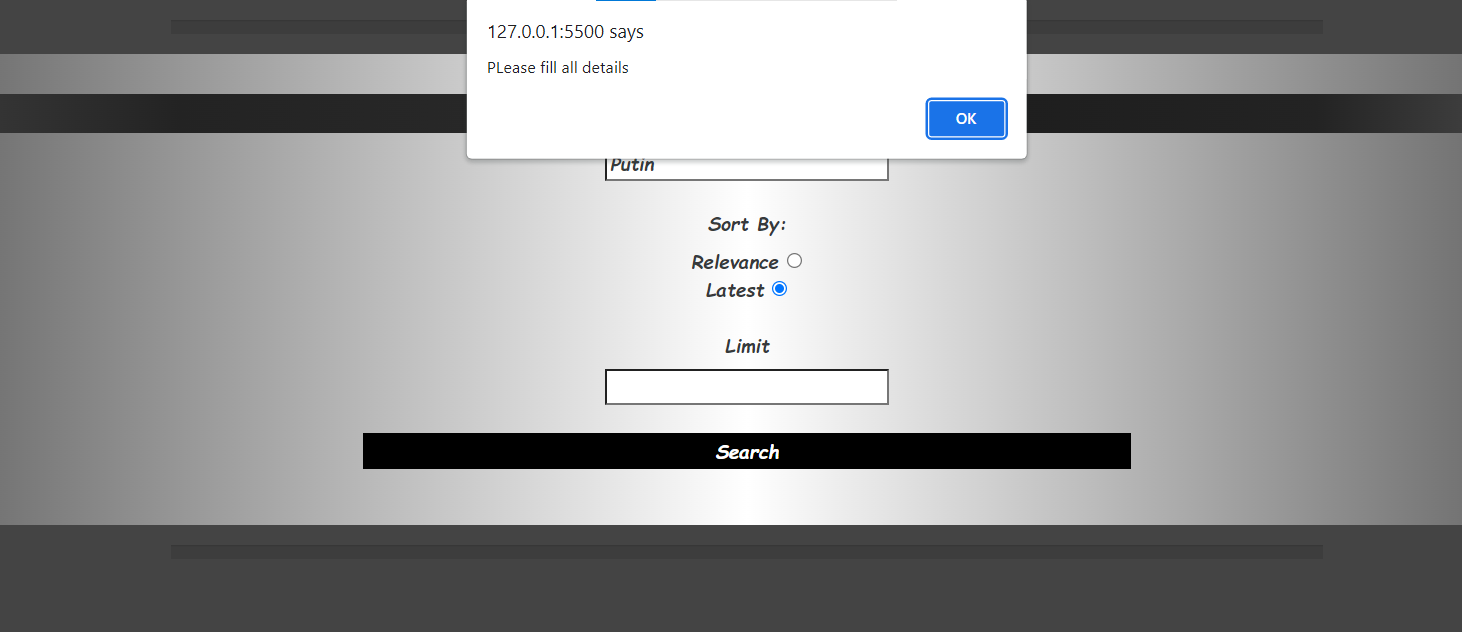 127.0.0.1:5500 says
PLease fill all details
OK
Putin
Sort By:
Relevance
Latest
Limit
Search